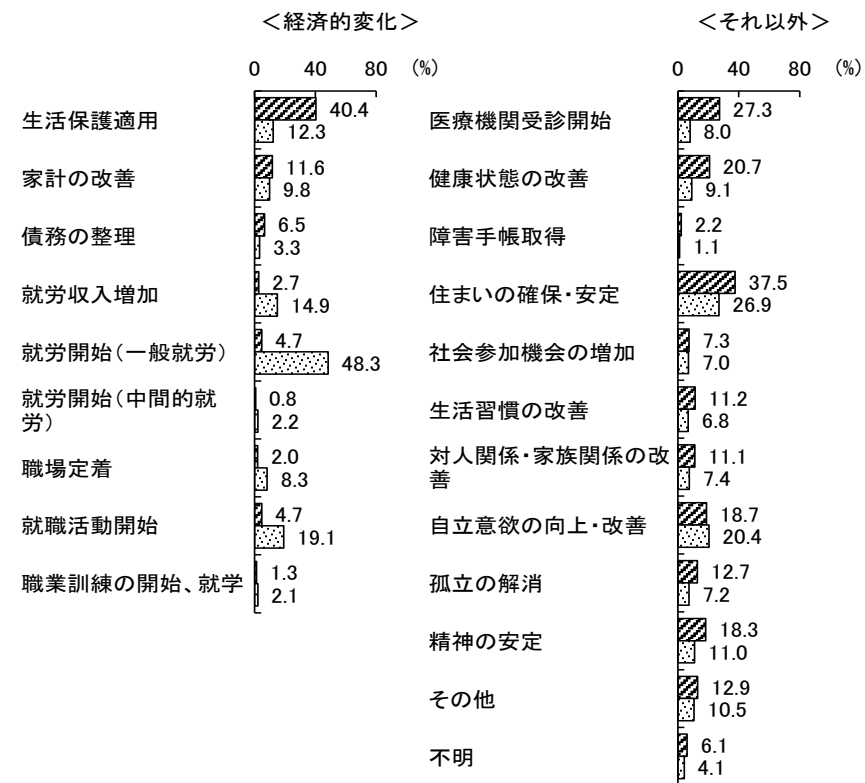 ＜経済的変化＞
0 40 80 (%)
生活保護適用 40.4
12.3
家計の改善 11.6
9.8
債務の整理 6.5
3.3
就労収入増加 2.7
14.9
就労開始（一般就労） 4.7
48.3
就労開始（中間的就
労） 0.8
2.2
職場定着 2.0
8.3
就職活動開始 4.7
19.1
職業訓練の開始、就学 1.3
2.1
＜それ以外＞
0 40 80 (%)
医療機関受診開始 27.3
8.0
健康状態の改善 20.7
9.1
障害手帳取得 2.2
1.1
住まいの確保・安定 37.5
26.9
社会参加機会の増加 7.3
7.0
生活習慣の改善 11.2
6.8
対人関係・家族関係の改
善 11.1
7.4
自立意欲の向上・改善 18.7
20.4
孤立の解消 12.7
7.2
精神の安定 18.3
11.0
その他 12.9
10.5
不明 6.1
4.1